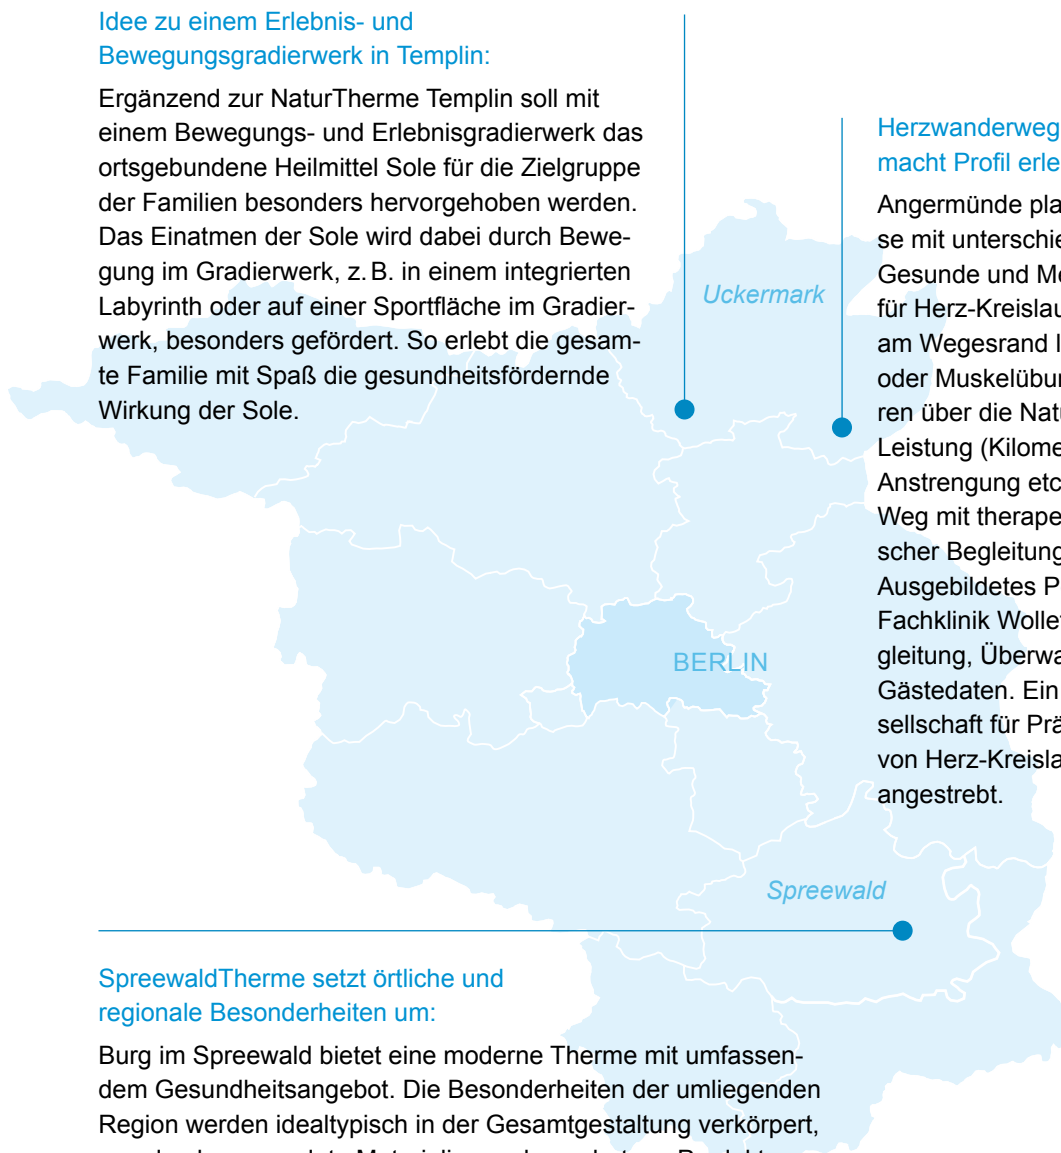 Idee zu einem Erlebnis- und
Bewegungsgradierwerk in Templin:
Ergänzend zur NaturTherme Templin soll mit
einem Bewegungs- und Erlebnisgradierwerk das
ortsgebundene Heilmittel Sole für die Zielgruppe
der Familien besonders hervorgehoben werden.
Das Einatmen der Sole wird dabei durch Bewe-
gung im Gradierwerk, z. B. in einem integrierten
Labyrinth oder auf einer Sportfläche im Gradier-
werk, besonders gefördert. So erlebt die gesam-
te Familie mit Spaß die gesundheitsfördernde
Wirkung der Sole.
Herzwanderweg
macht Profil erle
Angermünde pla
se mit unterschie
Gesunde und Me
für Herz-Kreislau
am Wegesrand l
oder Muskelübun
ren über die Natu
Leistung (Kilome
Anstrengung etc
Weg mit therape
scher Begleitung
Ausgebildetes P
Fachklinik Wolle
gleitung, Überwa
Gästedaten. Ein
sellschaft für Prä
von Herz-Kreisla
angestrebt.
Uckermark
BERLIN
Spreewald
SpreewaldTherme setzt örtliche und
regionale Besonderheiten um:
Burg im Spreewald bietet eine moderne Therme mit umfassen-
dem Gesundheitsangebot. Die Besonderheiten der umliegenden
Region werden idealtypisch in der Gesamtgestaltung verkörpert,